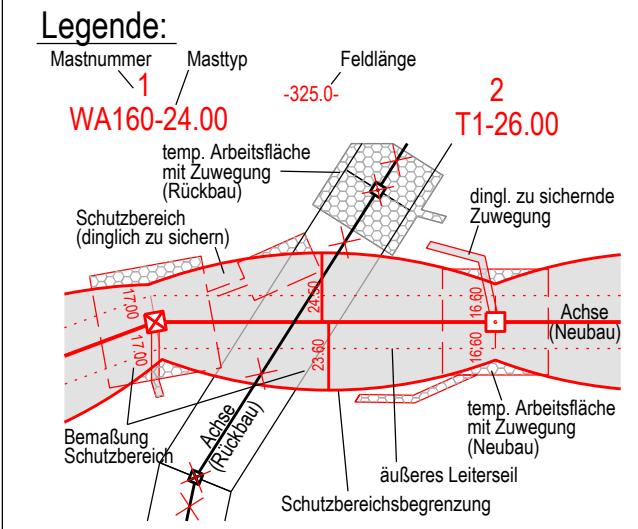 Legende:
Mastnummer Masttyp Feldlänge
1
-325.0-
2
WA160-24.00
T1-26.00
temp. Arbeitsfläche
mit Zuwegung
(Rückbau)
dingl. zu sichernde
Zuwegung
Schutzbereich
(dinglich zu sichern)
17.00
24.50
16.60
Achse
(Neubau)
17.00
23.60
16.60
Achse
(Rückbau)
Bemaßung
Schutzbereich
temp. Arbeitsfläche
mit Zuwegung
(Neubau)
äußeres Leiterseil
Schutzbereichsbegrenzung